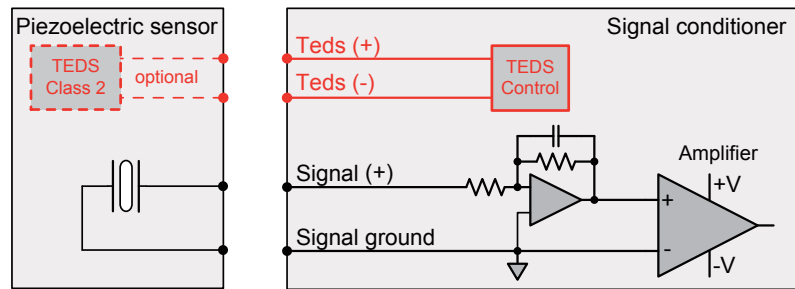 Piezoelectric sensor
TEDS
Class 2
optional
Signal conditioner
Teds (+)
Teds (-)
TEDS
Control
Signal (+)
Signal ground
Amplifier
+V
+
-
-V